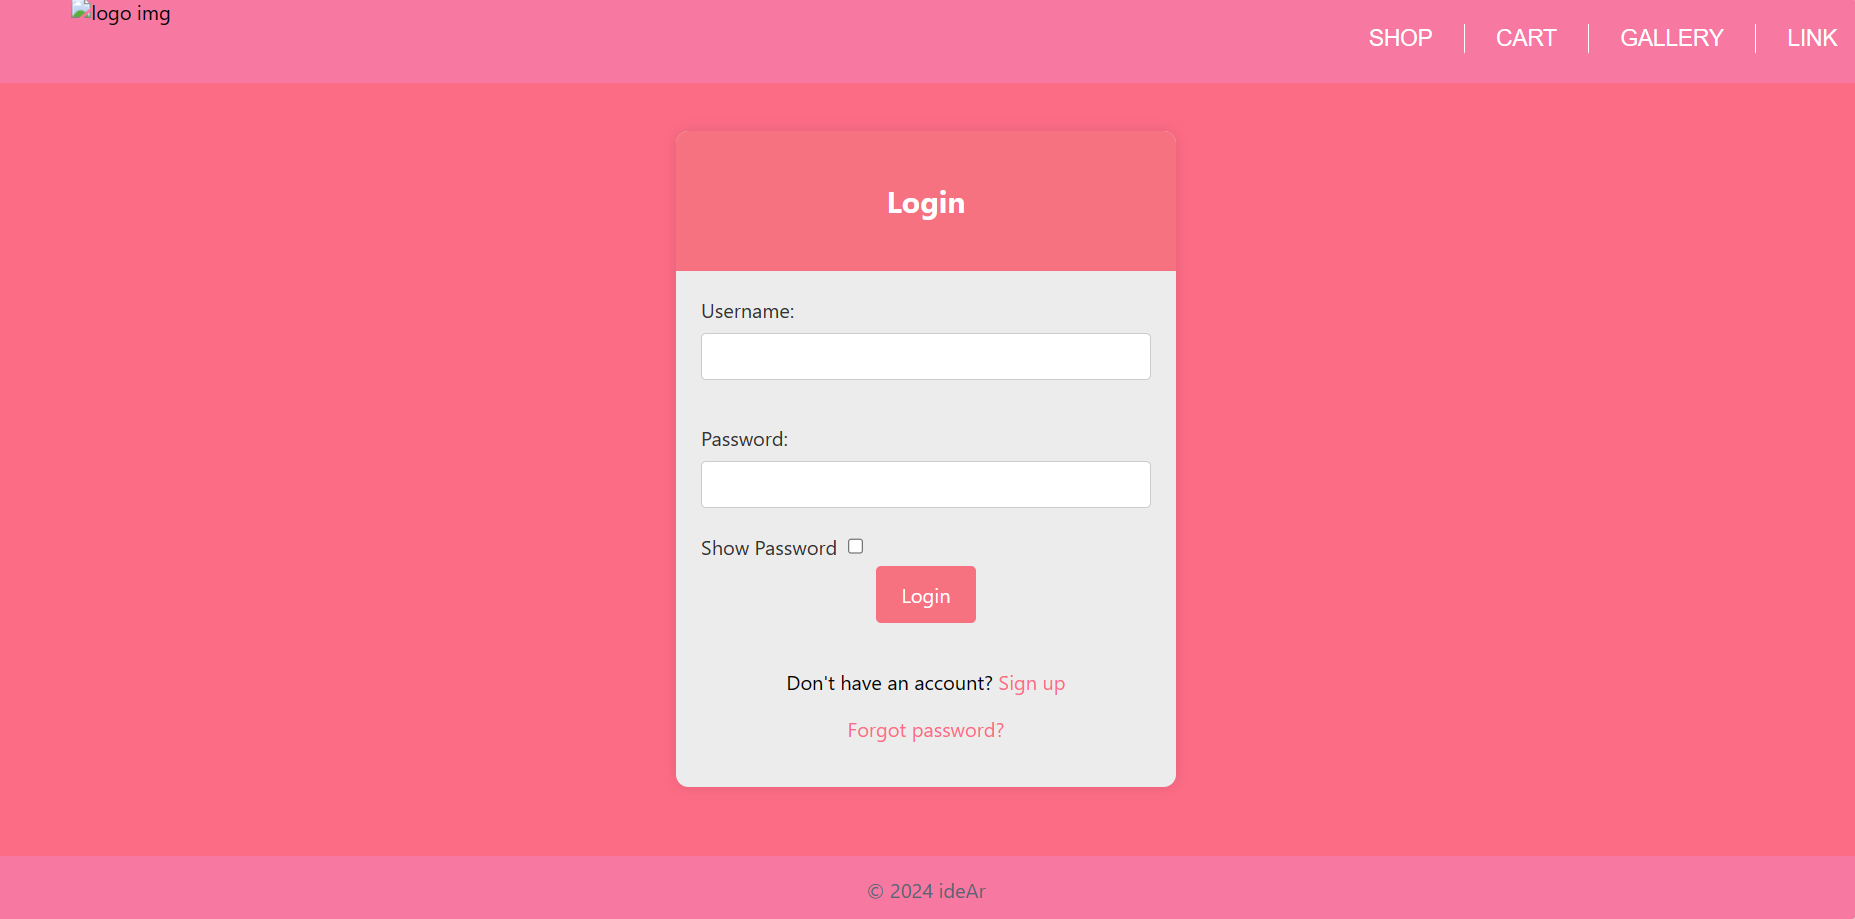 logo img
SHOP
CART
GALLERY
LINK
Login
Username:
Password:
Show Password
Login
Don't have an account? Sign up
Forgot password?
© 2024 ideAr